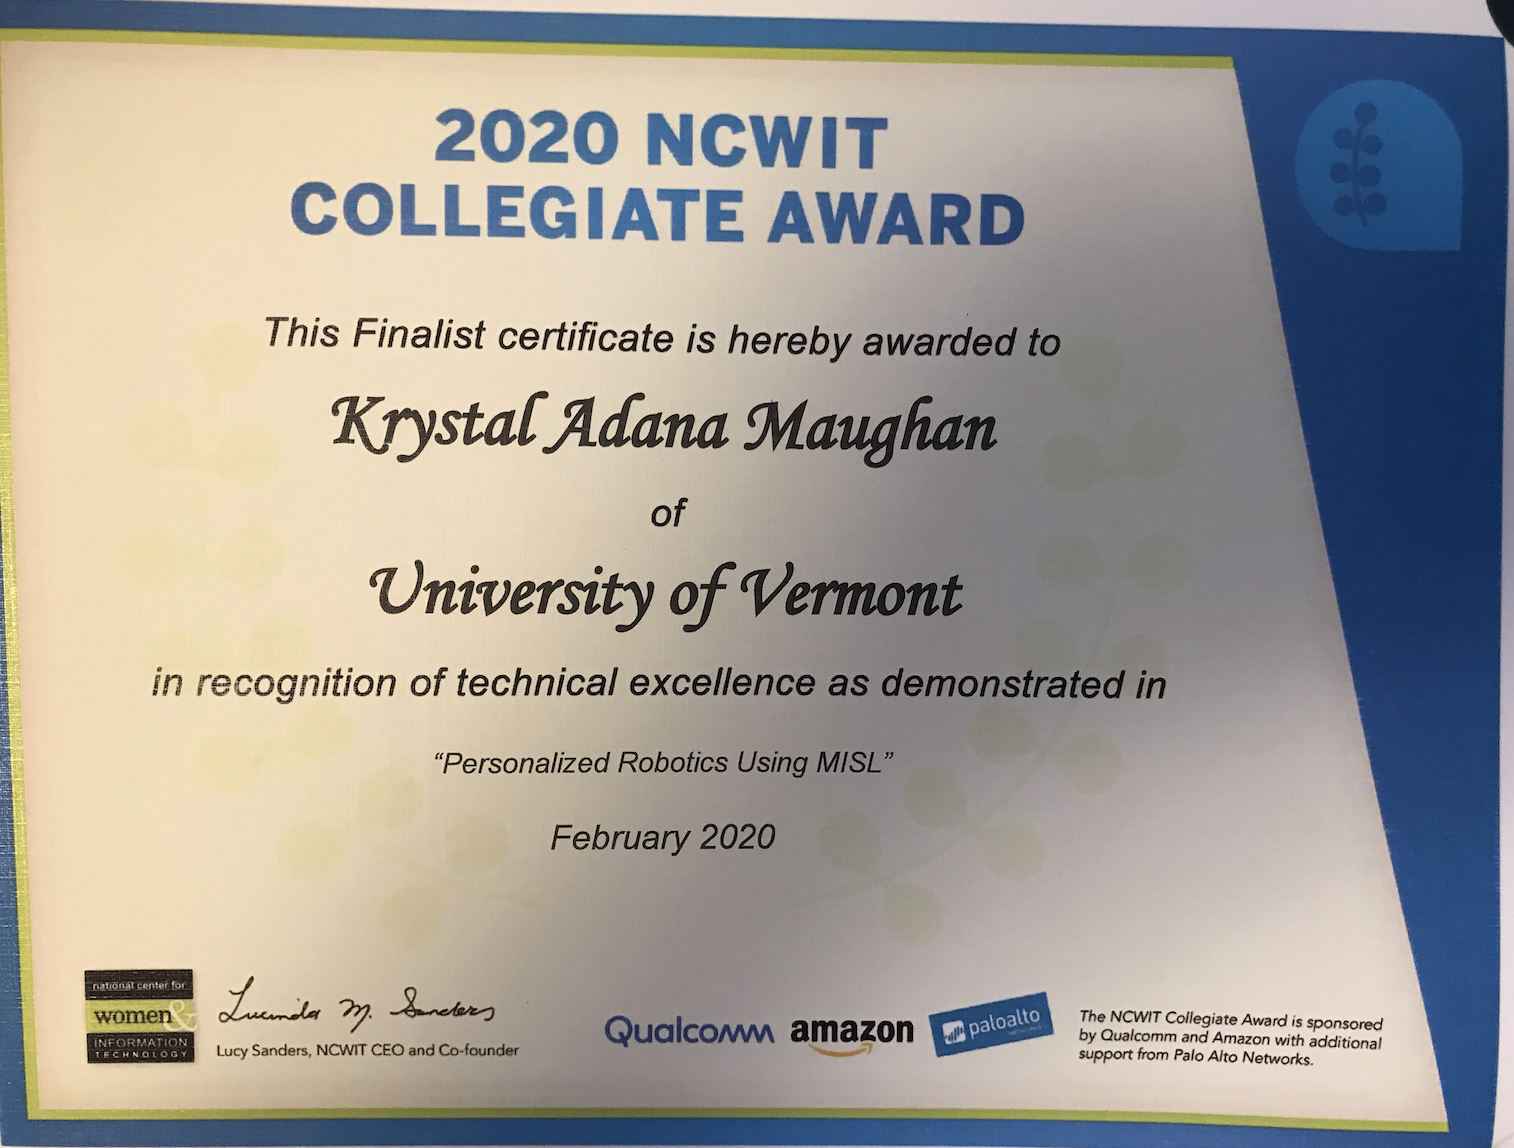 2020 NCWIT
COLLEGIATE AWARD
This Finalist certificate is hereby awarded to
Krystal Adana Maughan
of
University of Vermont
in recognition of technical excellence as demonstrated in
“Personalized Robotics Using MISL”
February 2020
national center for
women &
INFORMATION
TECHNOLOGY
Lucinda M. Sanders
Lucy Sanders, NCWIT CEO and Co-founder
Qualcomm
amazon
paloalto
NETWORKS
The NCWIT Collegiate Award is sponsored
by Qualcomm and Amazon with additional
support from Palo Alto Networks.